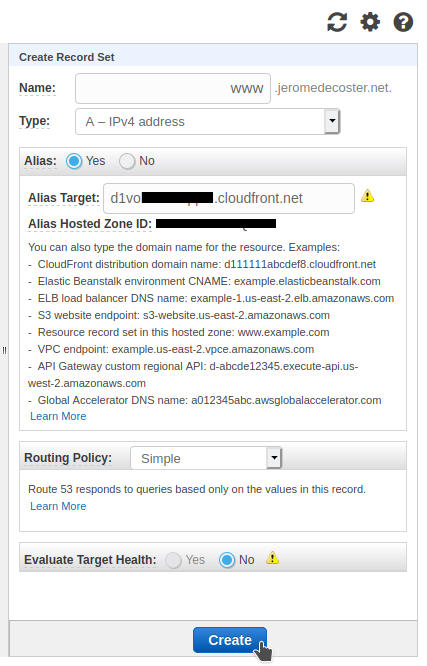 Create Record Set
Name: www .jeromedecoster.net.
Type: A – IPv4 address
Alias: Yes No
Alias Target: d1vo .cloudfront.net
Alias Hosted Zone ID:
You can also type the domain name for the resource. Examples:
- CloudFront distribution domain name: d111111abcdef8.cloudfront.net
- Elastic Beanstalk environment CNAME: example.elasticbeanstalk.com
- ELB load balancer DNS name: example-1.us-east-2.elb.amazonaws.com
- S3 website endpoint: s3-website.us-east-2.amazonaws.com
- Resource record set in this hosted zone: www.example.com
- VPC endpoint: example.us-east-2.vpce.amazonaws.com
- API Gateway custom regional API: d-abcde12345.execute-api.us-
west-2.amazonaws.com
- Global Accelerator DNS name: a012345abc.awsglobalaccelerator.com
Learn More
Routing Policy: Simple
Route 53 responds to queries based only on the values in this record.
Learn More
Evaluate Target Health: Yes No
Create